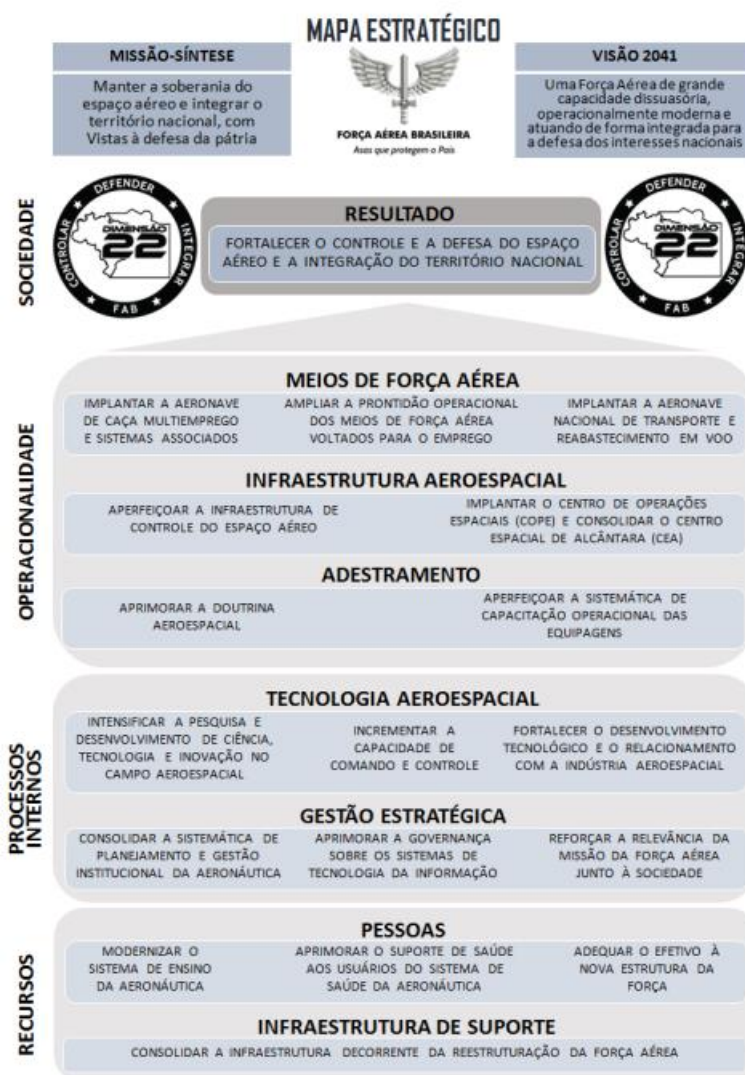 MAPA ESTRATÉGICO
MISSÃO-SÍNTESE
Manter a soberania do
espaço aéreo e integrar o
território nacional, com
Vistas à defesa da pátria
FORÇA AÉREA BRASILEIRA
Asas que protegem o País
VISÃO 2041
Uma Força Aérea de grande
capacidade dissuasória,
operacionalmente moderna e
atuando de forma integrada para
a defesa dos interesses nacionais
SOCIEDADE
CONTROLAR ★ DEFENDER ★ INTEGRAR ★ FAB ★
DIMENSÃO
22
RESULTADO
FORTALECER O CONTROLE E A DEFESA DO ESPAÇO
AÉREO E A INTEGRAÇÃO DO TERRITÓRIO NACIONAL
CONTROLAR ★ DEFENDER ★ INTEGRAR ★ FAB ★
DIMENSÃO
22
OPERACIONALIDADE
MEIOS DE FORÇA AÉREA
IMPLANTAR A AERONAVE
DE CAÇA MULTIEMPREGO
E SISTEMAS ASSOCIADOS
AMPLIAR A PRONTIDÃO OPERACIONAL
DOS MEIOS DE FORÇA AÉREA
VOLTADOS PARA O EMPREGO
IMPLANTAR A AERONAVE
NACIONAL DE TRANSPORTE E
REABASTECIMENTO EM VOO
INFRAESTRUTURA AEROESPACIAL
APERFEIÇOAR A INFRAESTRUTURA DE
CONTROLE DO ESPAÇO AÉREO
IMPLANTAR O CENTRO DE OPERAÇÕES
ESPACIAIS (COPE) E CONSOLIDAR O CENTRO
ESPACIAL DE ALCÂNTARA (CEA)
ADESTRAMENTO
APRIMORAR A DOUTRINA
AEROESPACIAL
APERFEIÇOAR A SISTEMÁTICA DE
CAPACITAÇÃO OPERACIONAL DAS
EQUIPAGENS
PROCESSOS
INTERNOS
TECNOLOGIA AEROESPACIAL
INTENSIFICAR A PESQUISA E
DESENVOLVIMENTO DE CIÊNCIA,
TECNOLOGIA E INOVAÇÃO NO
CAMPO AEROESPACIAL
INCREMENTAR A
CAPACIDADE DE
COMANDO E CONTROLE
FORTALECER O DESENVOLVIMENTO
TECNOLÓGICO E O RELACIONAMENTO
COM A INDÚSTRIA AEROESPACIAL
GESTÃO ESTRATÉGICA
CONSOLIDAR A SISTEMÁTICA DE
PLANEJAMENTO E GESTÃO
INSTITUCIONAL DA AERONÁUTICA
APRIMORAR A GOVERNANÇA
SOBRE OS SISTEMAS DE
TECNOLOGIA DA INFORMAÇÃO
REFORÇAR A RELEVÂNCIA DA
MISSÃO DA FORÇA AÉREA
JUNTO À SOCIEDADE
RECURSOS
PESSOAS
MODERNIZAR O
SISTEMA DE ENSINO
DA AERONÁUTICA
APRIMORAR O SUPORTE DE SAÚDE
AOS USUÁRIOS DO SISTEMA DE
SAÚDE DA AERONÁUTICA
ADEQUAR O EFETIVO À
NOVA ESTRUTURA DA
FORÇA
INFRAESTRUTURA DE SUPORTE
CONSOLIDAR A INFRAESTRUTURA DECORRENTE DA REESTRUTURAÇÃO DA FORÇA AÉREA